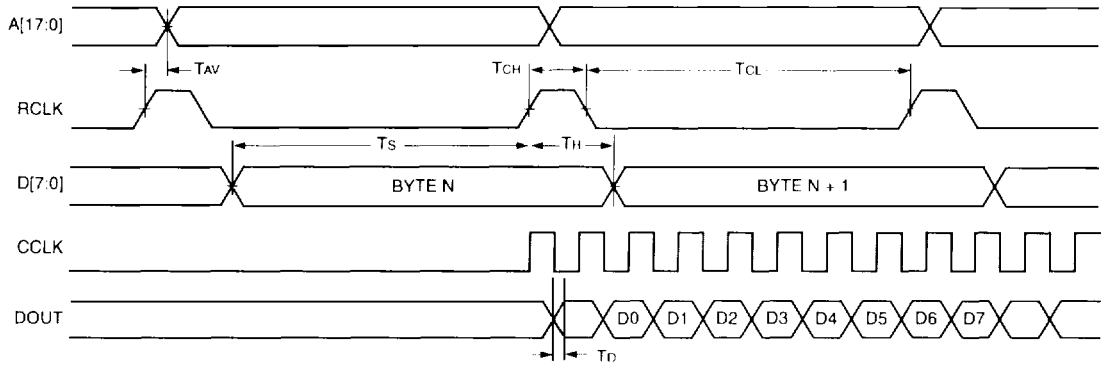 A[17:0]
TAV
TCH
TCL
RCLK
TS
TH
D[7:0]
BYTE N
BYTE N + 1
CCLK
DOUT
D0
D1
D2
D3
D4
D5
D6
D7
TD